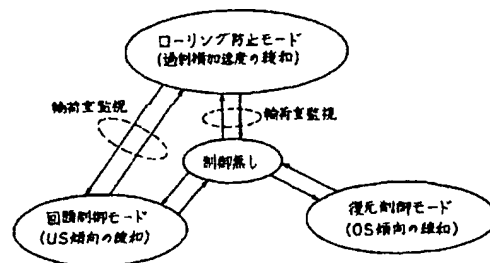 ローリング防止モード
(過剰横加速度の緩和)
輪荷重監視
輪荷重監視
制御無し
回頭制御モード
(US傾向の緩和)
復元制御モード
(OS傾向の緩和)